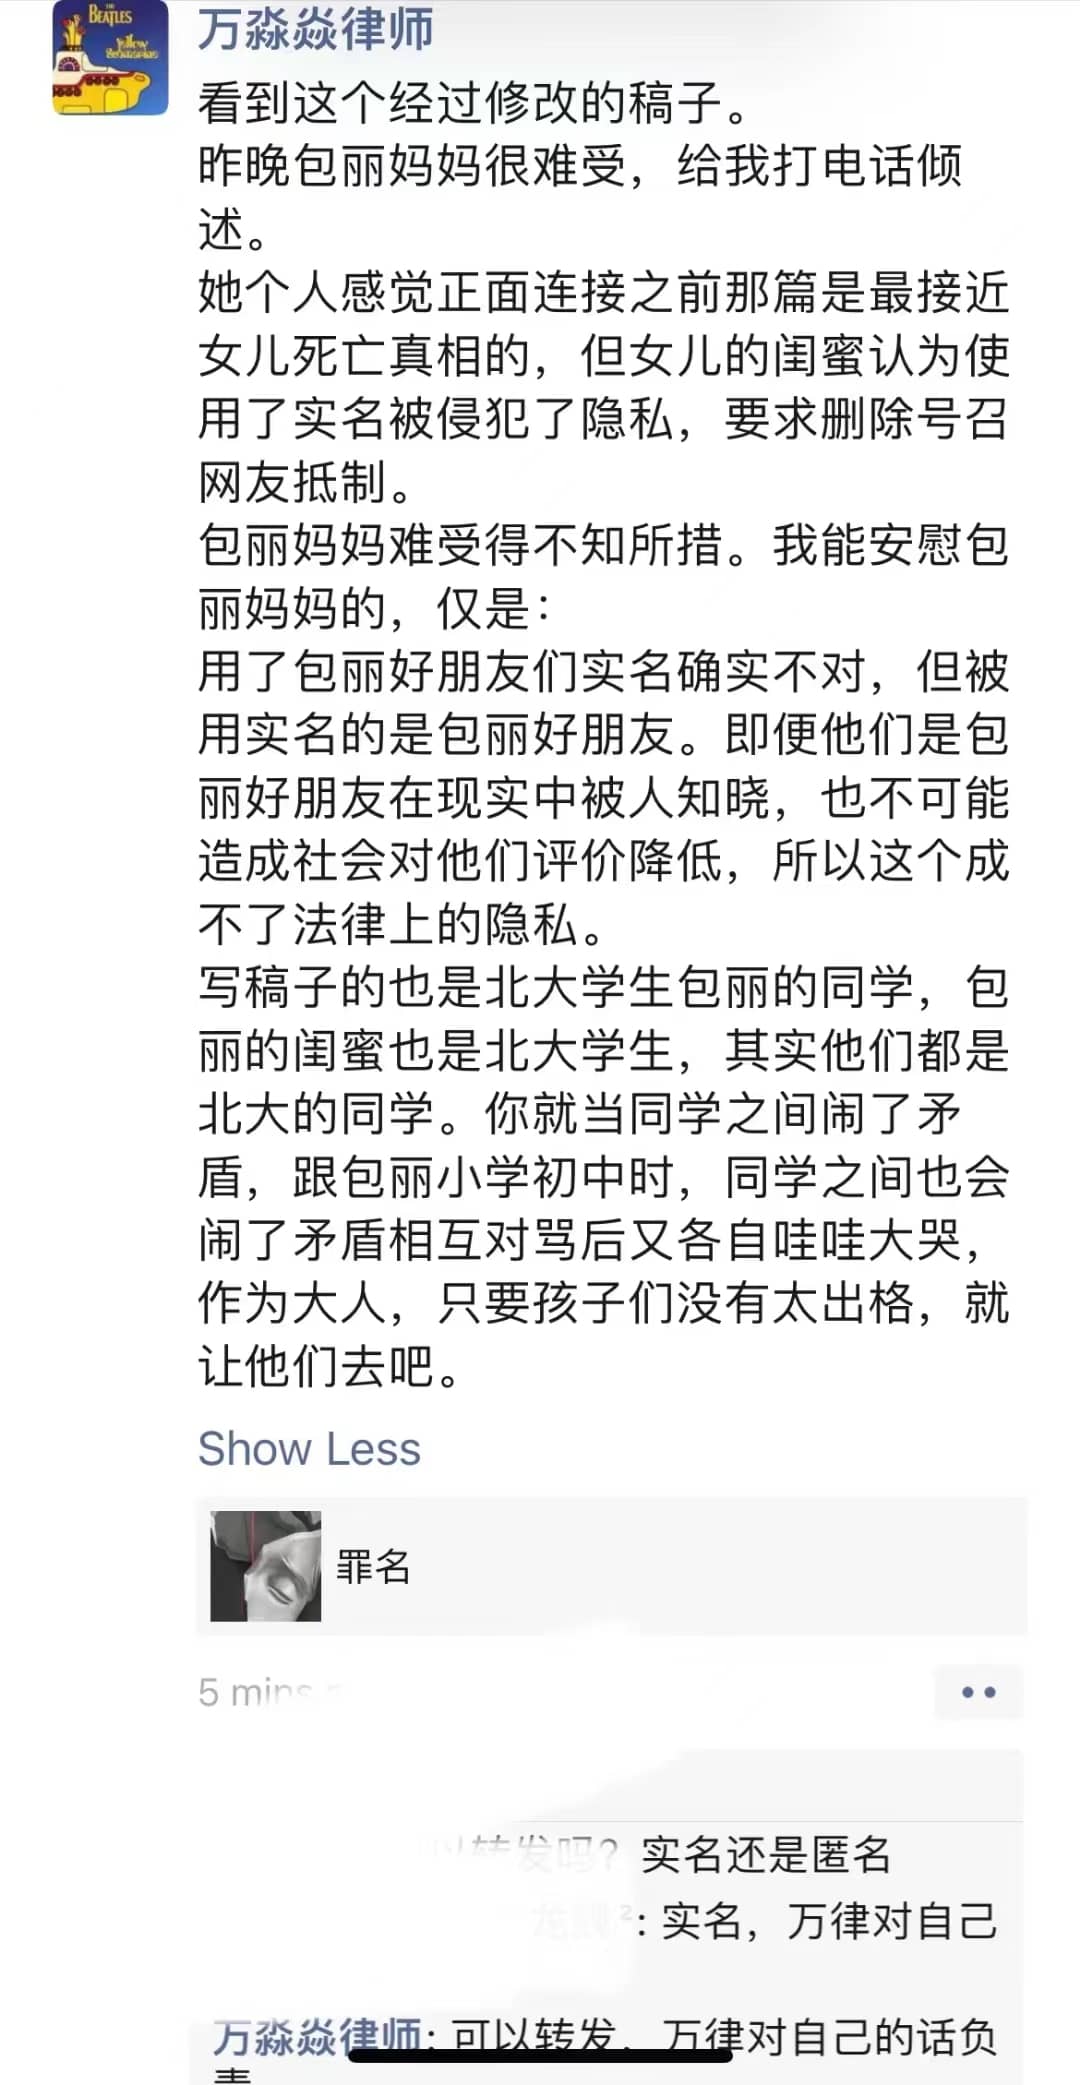 THE
BEATLES
Yellow
Submarine
万淼焱律师
看到这个经过修改的稿子。
昨晚包丽妈妈很难受，给我打电话倾
述。
她个人感觉正面连接之前那篇是最接近
女儿死亡真相的，但女儿的闺蜜认为使
用了实名被侵犯了隐私，要求删除号召
网友抵制。
包丽妈妈难受得不知所措。我能安慰包
丽妈妈的，仅是：
用了包丽好朋友们实名确实不对，但被
用实名的是包丽好朋友。即便他们是包
丽好朋友在现实中被人知晓，也不可能
造成社会对他们评价降低，所以这个成
不了法律上的隐私。
写稿子的也是北大学生包丽的同学，包
丽的闺蜜也是北大学生，其实他们都是
北大的同学。你就当同学之间闹了矛
盾，跟包丽小学初中时，同学之间也会
闹了矛盾相互对骂后又各自哇哇大哭，
作为大人，只要孩子们没有太出格，就
让他们去吧。
Show Less
罪名
5 mins
转发吗？实名还是匿名
：实名，万律对自己
万淼焱律师：可以转发，万律对自己的话负